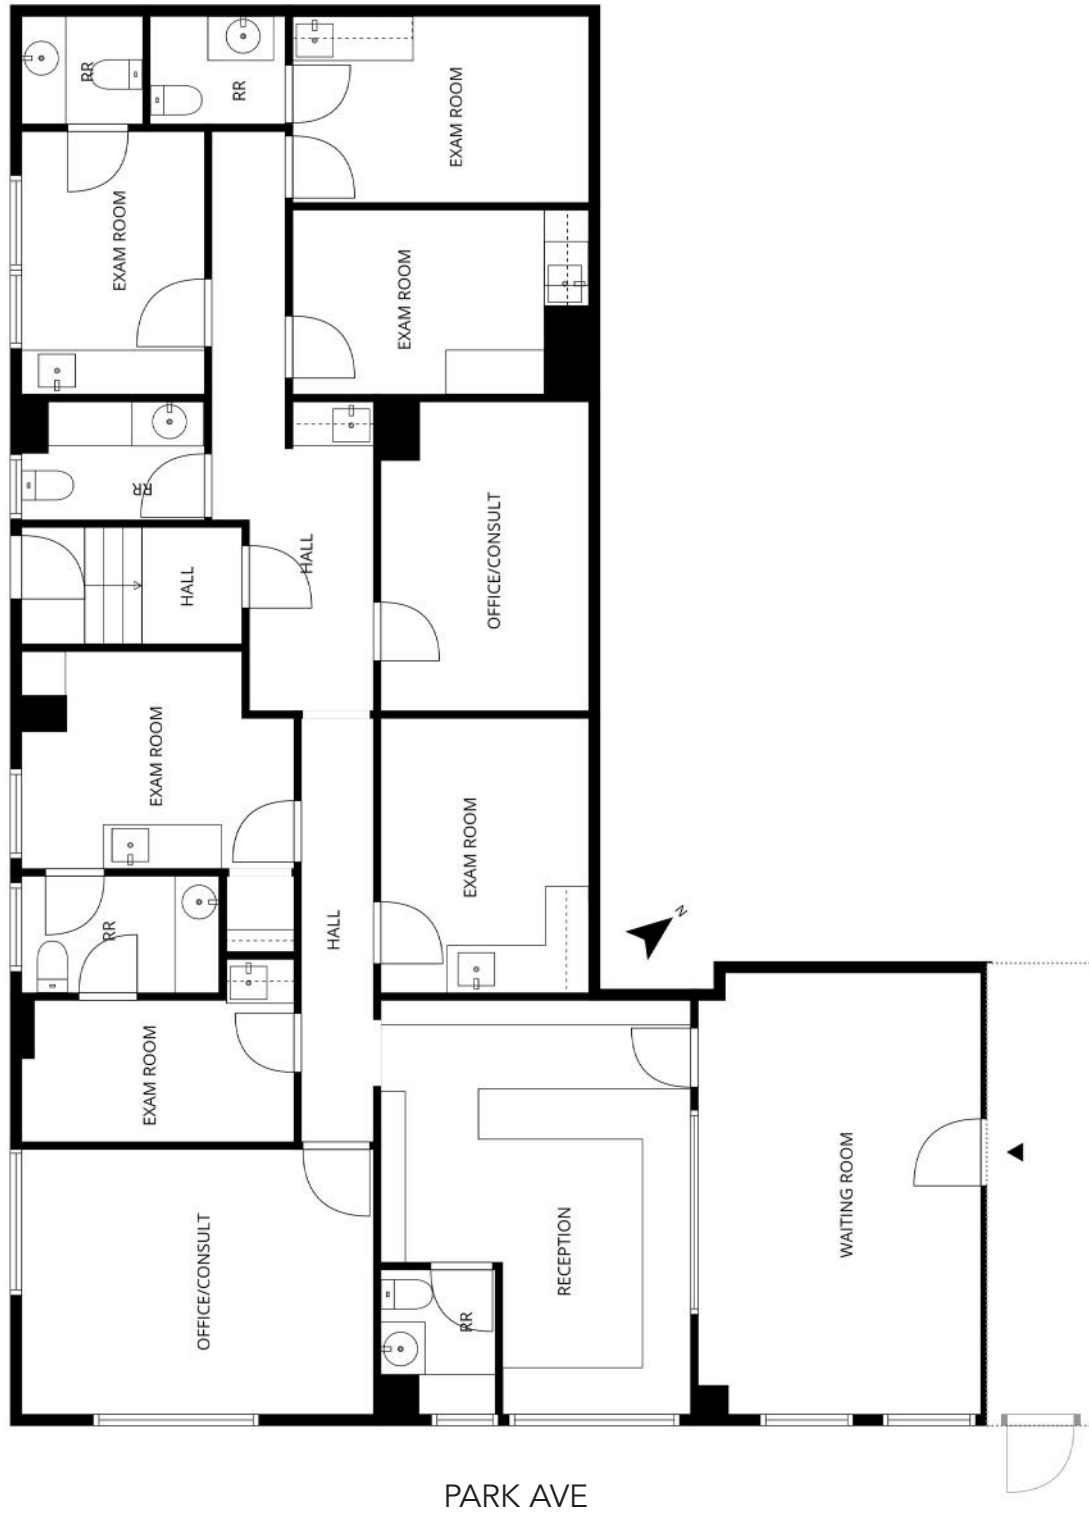 RR
RR
EXAM ROOM
EXAM ROOM
EXAM ROOM
RR
HALL
HALL
OFFICE/CONSULT
EXAM ROOM
EXAM ROOM
RR
HALL
N
EXAM ROOM
WAITING ROOM
OFFICE/CONSULT
RECEPTION
RR
PARK AVE